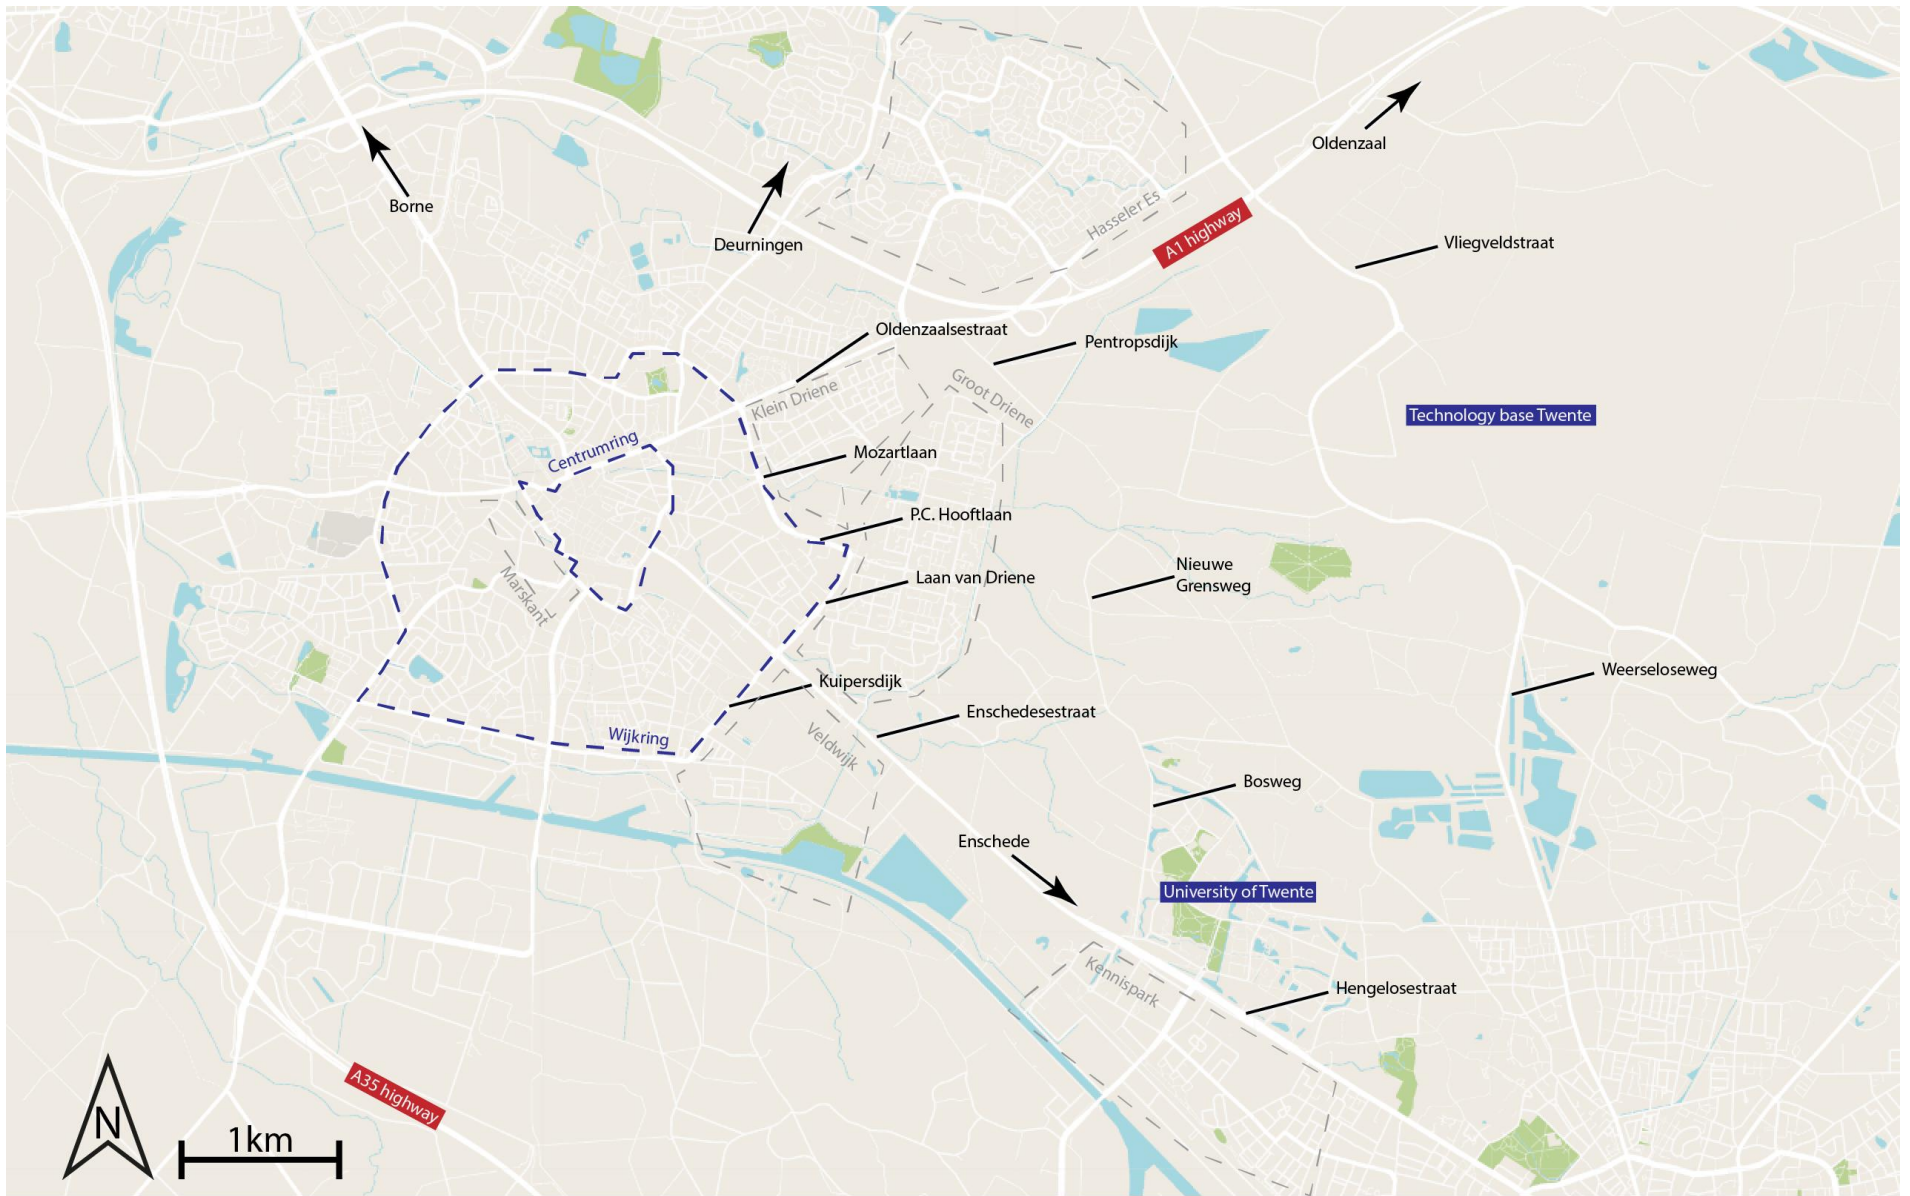 Oldenzaal
Borne
Hasseler Es
A1 highway
Deurningen
Vliegveldstraat
Oldenzaalsestraat
Pentropsdijk
Klein Driene
Groot Driene
Technology base Twente
Centrumring
Mozartlaan
P.C. Hooftlaan
Nieuwe
Grensweg
Marskant
Laan van Driene
Weerseloseweg
Kuipersdijk
Enschedesestraat
Wijkring
Veldwijk
Bosweg
Enschede
University of Twente
Kennispark
Hengelosestraat
A35 highway
N
1km